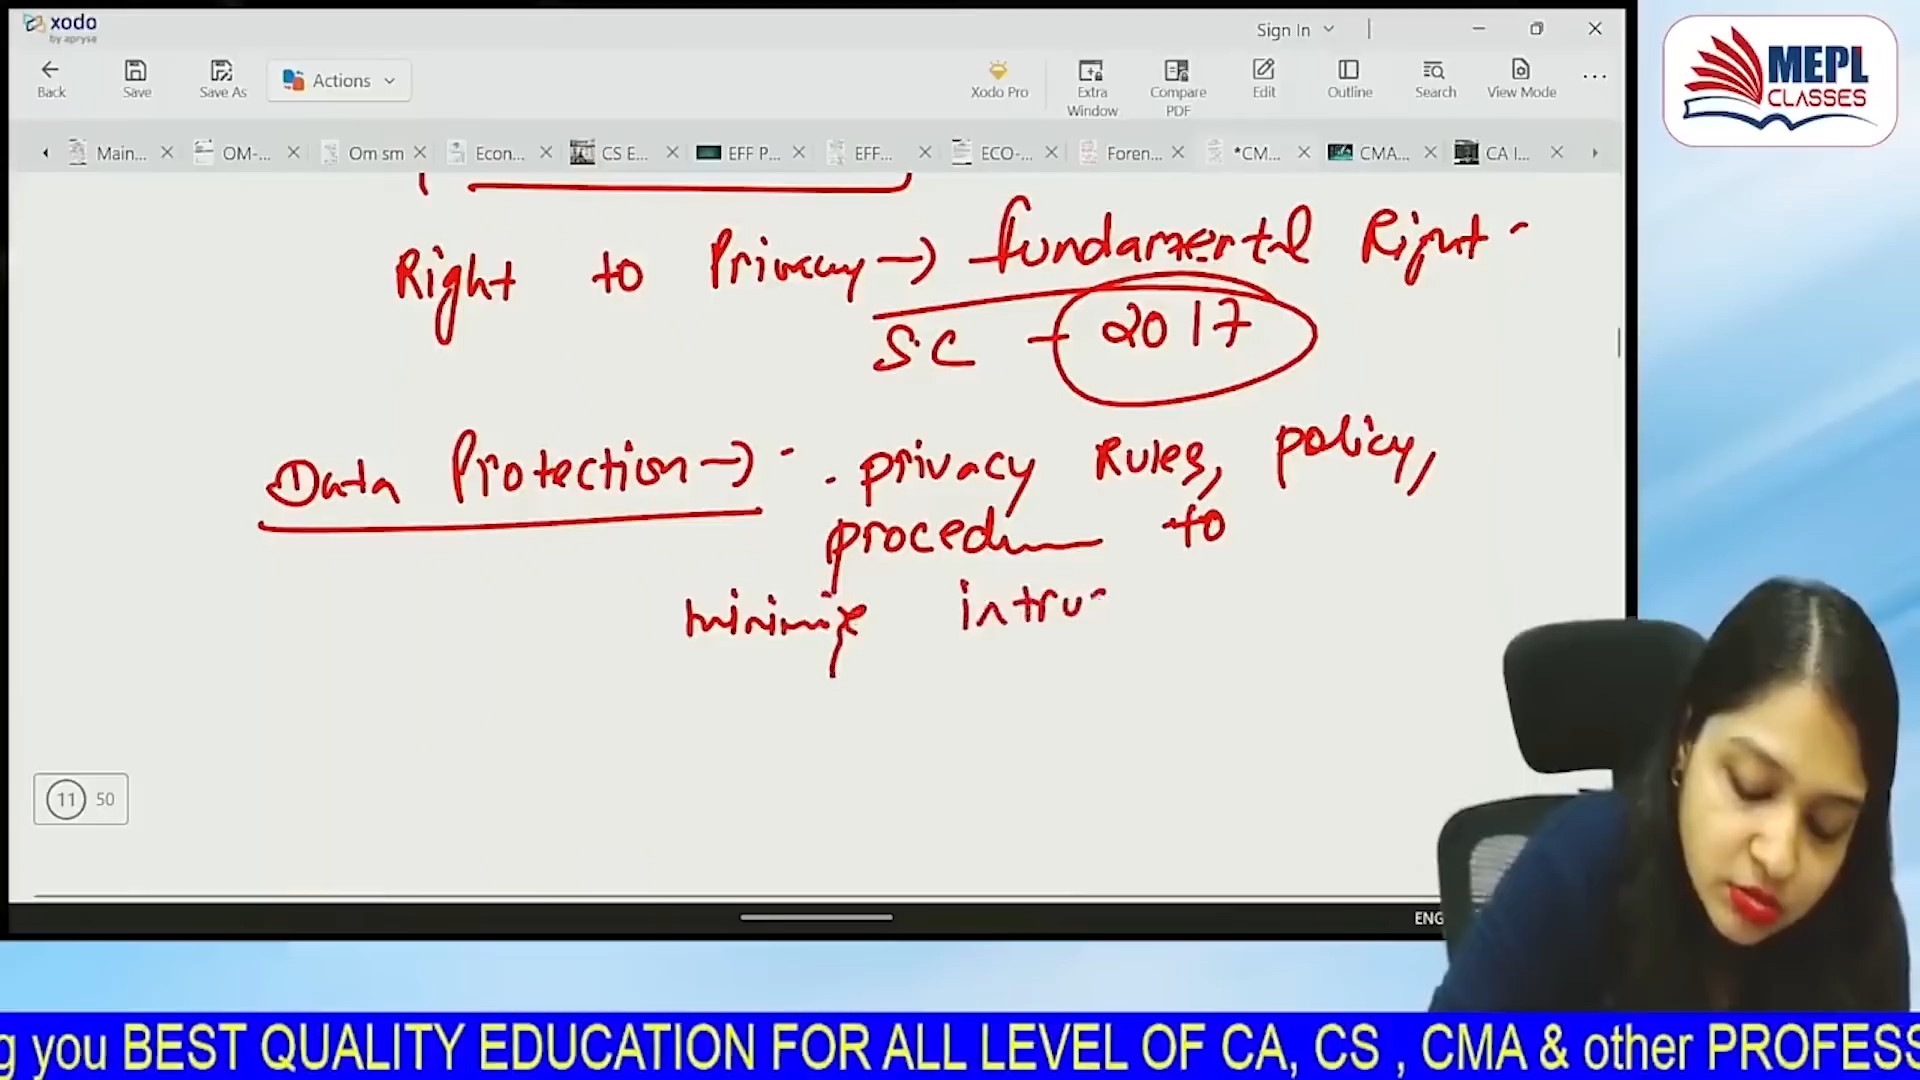 xodo
by apryse
Sign In
Back
Save
Save As
Actions
Xodo Pro
Extra Window
Compare PDF
Edit
Outline
Search
View Mode
Main...
OM-...
Om sm
Econ...
CS E...
EFF P...
EFF...
ECO-...
Foren...
*CM...
CMA...
CA I...
MEPL
CLASSES
Right to Privacy → fundamental Right
SC - 2017
Data Protection → privacy Rules, policy,
procedu to
minimize intru
11 50
ENG
g you BEST QUALITY EDUCATION FOR ALL LEVEL OF CA, CS , CMA & other PROFESS